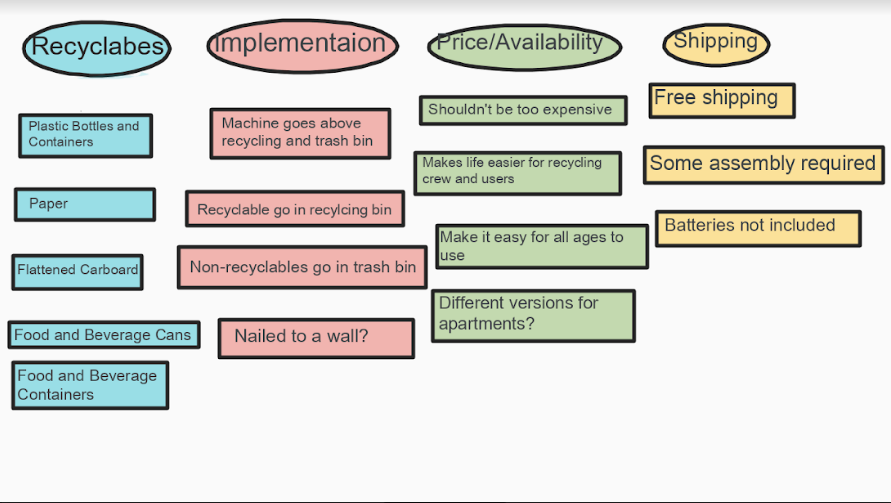 Recyclabes
Implementaion
Price/Availability
Shipping
Plastic Bottles and
Containers
Paper
Flattened Carboard
Food and Beverage Cans
Food and Beverage
Containers
Machine goes above
recycling and trash bin
Recyclable go in recylcing bin
Non-recyclables go in trash bin
Nailed to a wall?
Shouldn't be too expensive
Makes life easier for recycling
crew and users
Make it easy for all ages to
use
Different versions for
apartments?
Free shipping
Some assembly required
Batteries not included